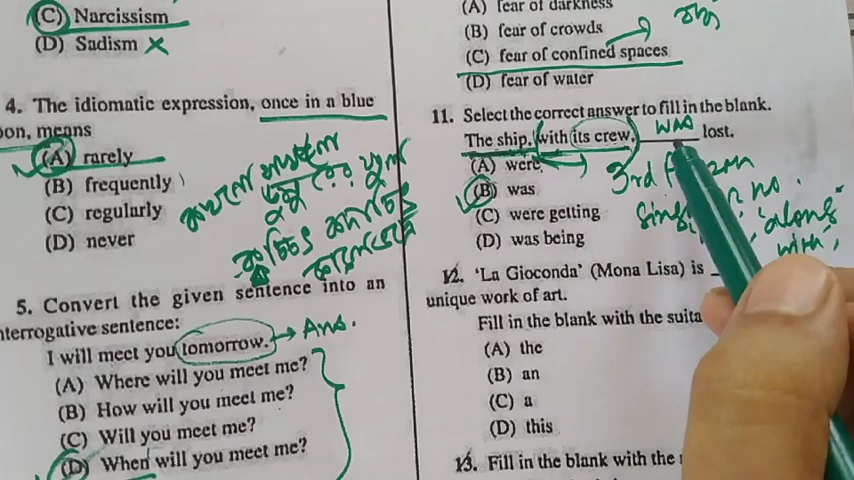 (C) Narcissism
(D) Sadism ×
4. The idiomatic expression, once in a blue
oon, means
(A) rarely
(B) frequently
(C) regularly
(D) never
5. Convert the given sentence into an
nterrogative sentence:
I will meet you tomorrow. → Ans.
(A) Where will you meet me?
(B) How will you meet me?
(C) Will you meet me?
(D) When will you meet me?
(A) fear of darkness
(B) fear of crowds
(C) fear of confined spaces
(D) fear of water
11. Select the correct answer to fill in the blank.
The ship, with its crew, was lost.
(A) were
(B) was
(C) were getting
(D) was being
3rd person
no.
"along
with",
12. 'La Gioconda' (Mona Lisa) is
unique work of art.
Fill in the blank with the suita
(A) the
(B) an
(C) a
(D) this
13. Fill in the blank with the